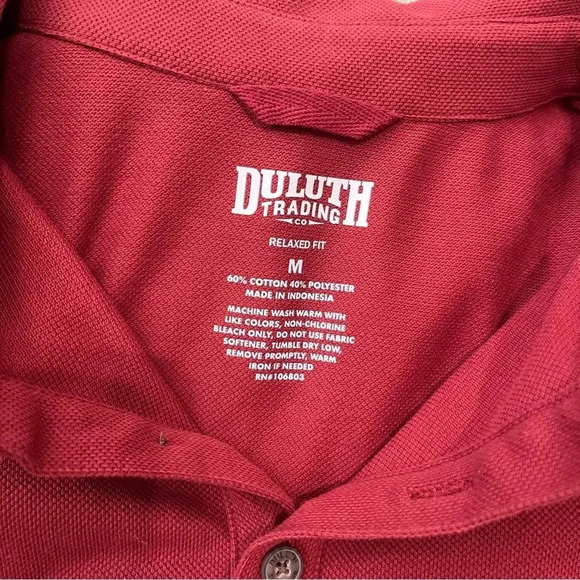 DULUTH
TRADING
CO
RELAXED FIT
M
60% COTTON 40% POLYESTER
MADE IN INDONESIA
MACHINE WASH WARM WITH
LIKE COLORS, NON-CHLORINE
BLEACH ONLY, DO NOT USE FABRIC
SOFTENER, TUMBLE DRY LOW,
REMOVE PROMPTLY, WARM
IRON IF NEEDED
RN#106803